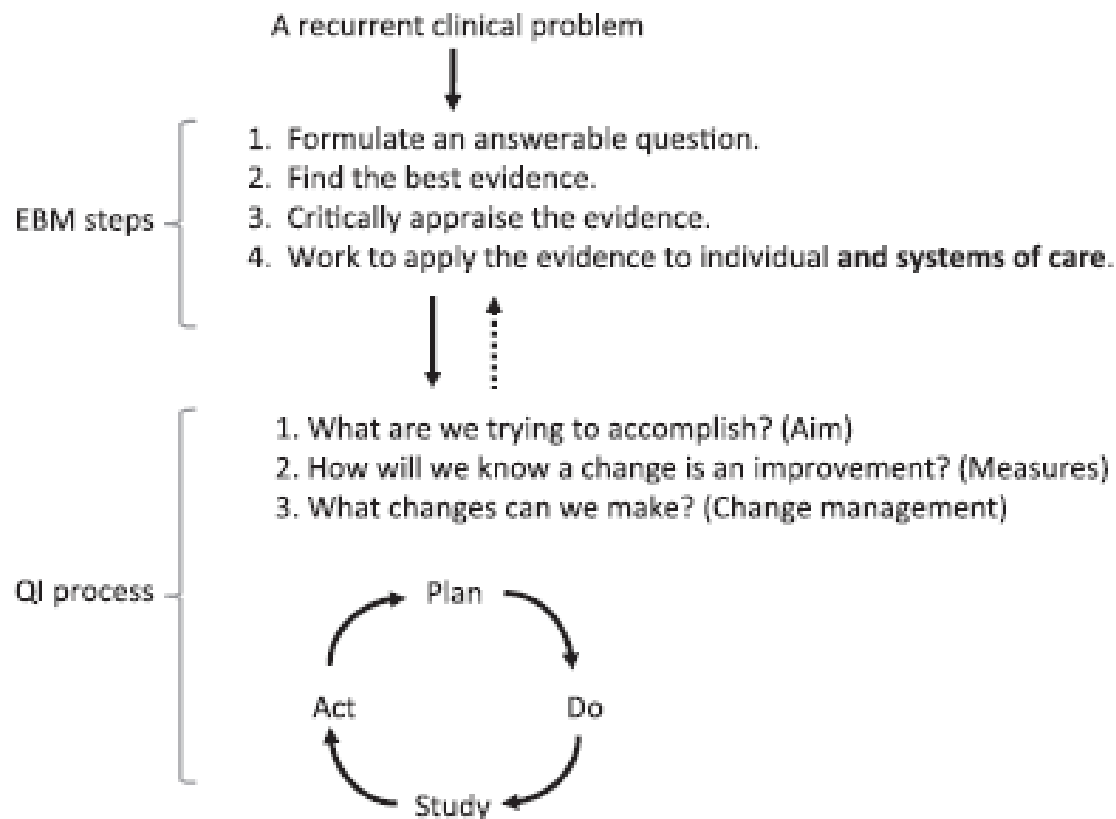 A recurrent clinical problem
EBM steps
1. Formulate an answerable question.
2. Find the best evidence.
3. Critically appraise the evidence.
4. Work to apply the evidence to individual and systems of care.
QI process
1. What are we trying to accomplish? (Aim)
2. How will we know a change is an improvement? (Measures)
3. What changes can we make? (Change management)
Plan
Act
Do
Study